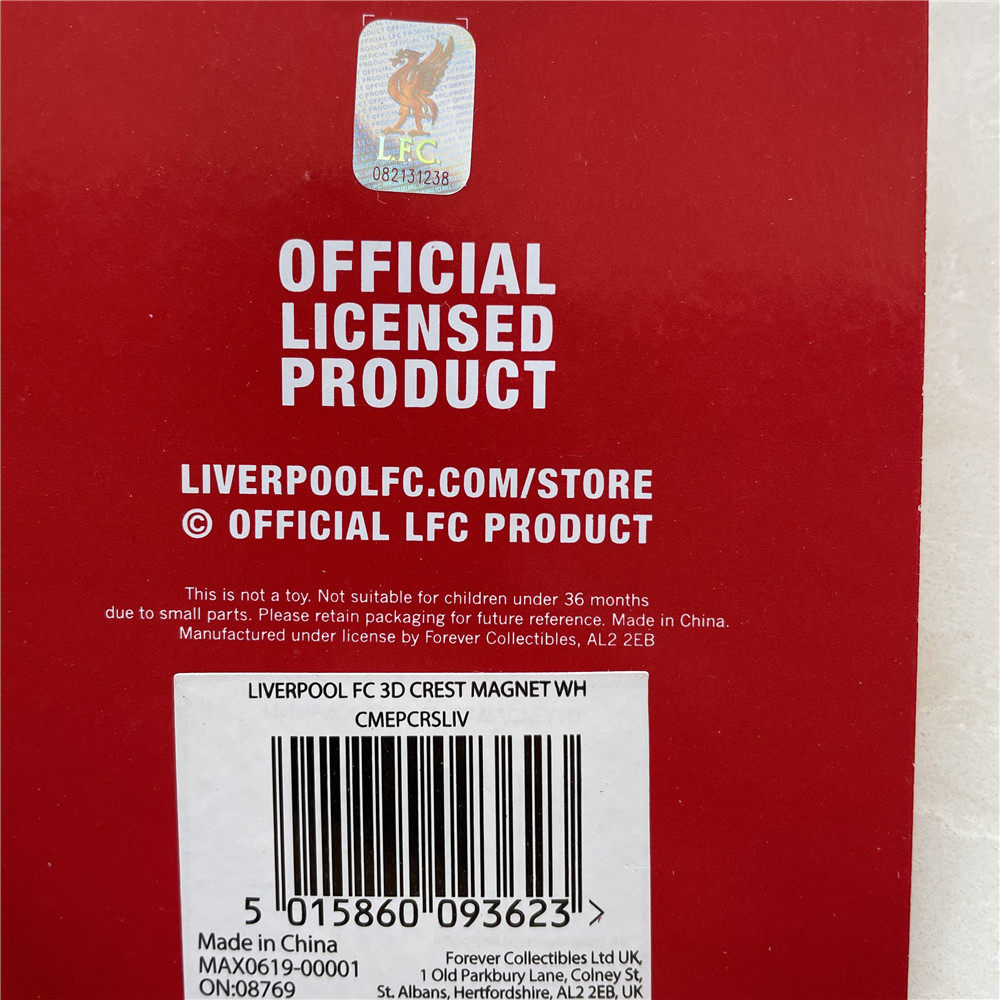 L.F.C.
082131238
OFFICIAL
LICENSED
PRODUCT
LIVERPOOLFC.COM/STORE
© OFFICIAL LFC PRODUCT
This is not a toy. Not suitable for children under 36 months
due to small parts. Please retain packaging for future reference. Made in China.
Manufactured under license by Forever Collectibles, AL2 2EB
LIVERPOOL FC 3D CREST MAGNET WH
CMEPCRSLIV
5 015860 093623 >
Made in China
MAX0619-00001
ON:08769
Forever Collectibles Ltd UK,
1 Old Parkbury Lane, Colney St,
St. Albans, Hertfordshire, AL2 2EB, UK